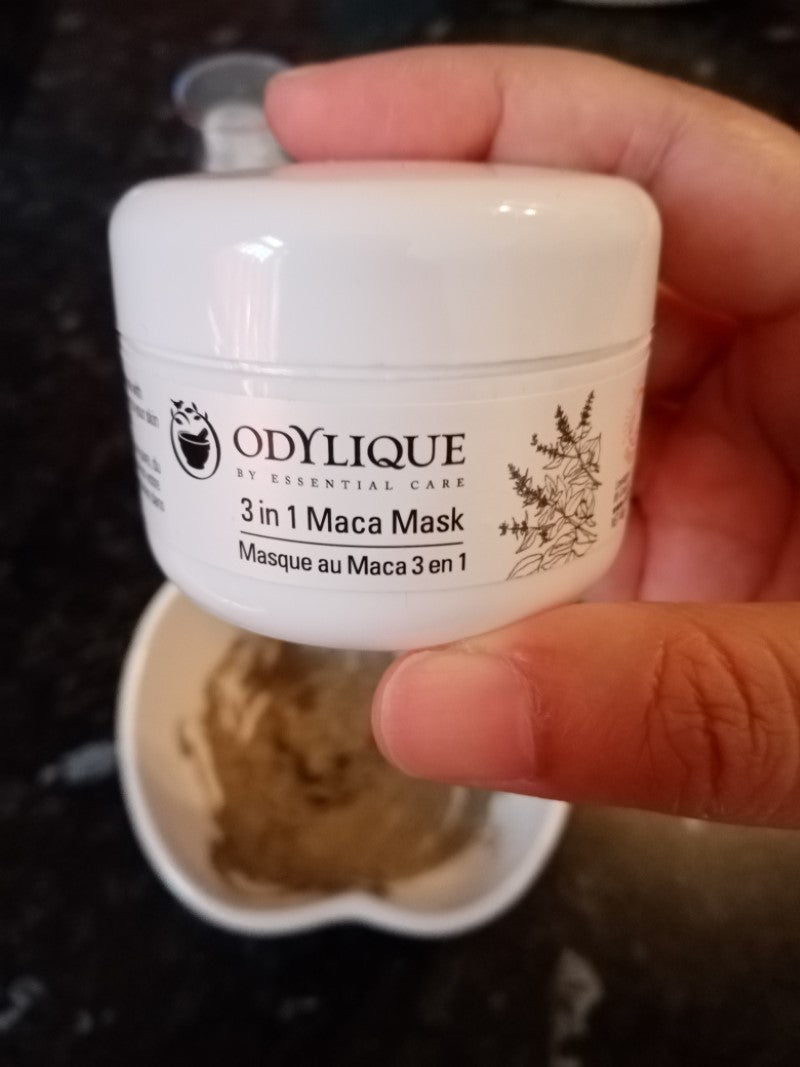 ODYLIQUE
BY ESSENTIAL CARE
3 in 1 Maca Mask
Masque au Maca 3 en 1